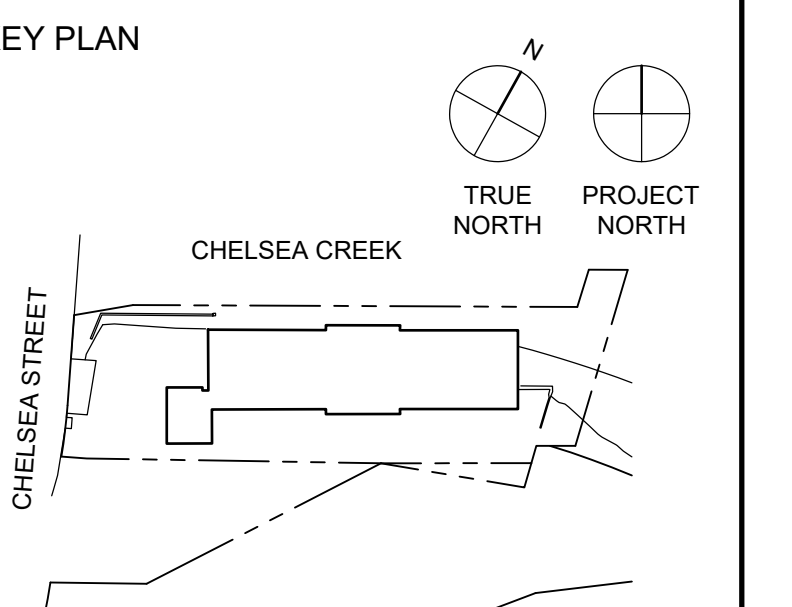 EY PLAN
N
TRUE
NORTH
PROJECT
NORTH
CHELSEA CREEK
CHELSEA STREET